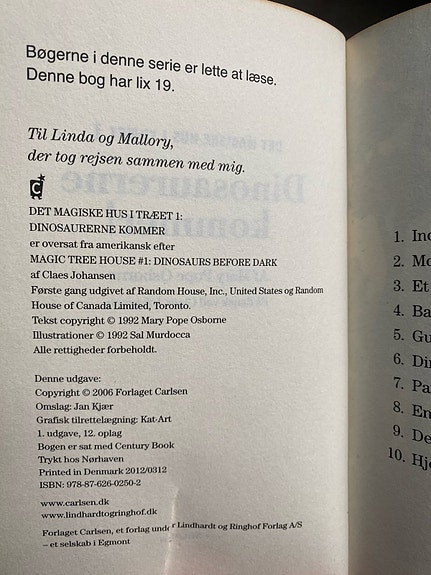 Bøgerne i denne serie er lette at læse.
Denne bog har lix 19.
Til Linda og Mallory,
der tog rejsen sammen med mig.
C
DET MAGISKE HUS I TRÆET 1:
DINOSAURERNE KOMMER
er oversat fra amerikansk efter
MAGIC TREE HOUSE #1: DINOSAURS BEFORE DARK
af Claes Johansen
Første gang udgivet af Random House, Inc., United States og Random
House of Canada Limited, Toronto.
Tekst copyright © 1992 Mary Pope Osborne
Illustrationer © 1992 Sal Murdocca
Alle rettigheder forbeholdt.
Denne udgave:
Copyright © 2006 Forlaget Carlsen
Omslag: Jan Kjær
Grafisk tilrettelægning: Kat-Art
1. udgave, 12. oplag
Bogen er sat med Century Book
Trykt hos Nørhaven
Printed in Denmark 2012/0312
ISBN: 978-87-626-0250-2
www.carlsen.dk
www.lindhardtogringhof.dk
Forlaget Carlsen, et forlag under Lindhardt og Ringhof Forlag A/S
– et selskab i Egmont
1.
2.
3. Et
4.
5.
6.
7.
8.
9.
10.